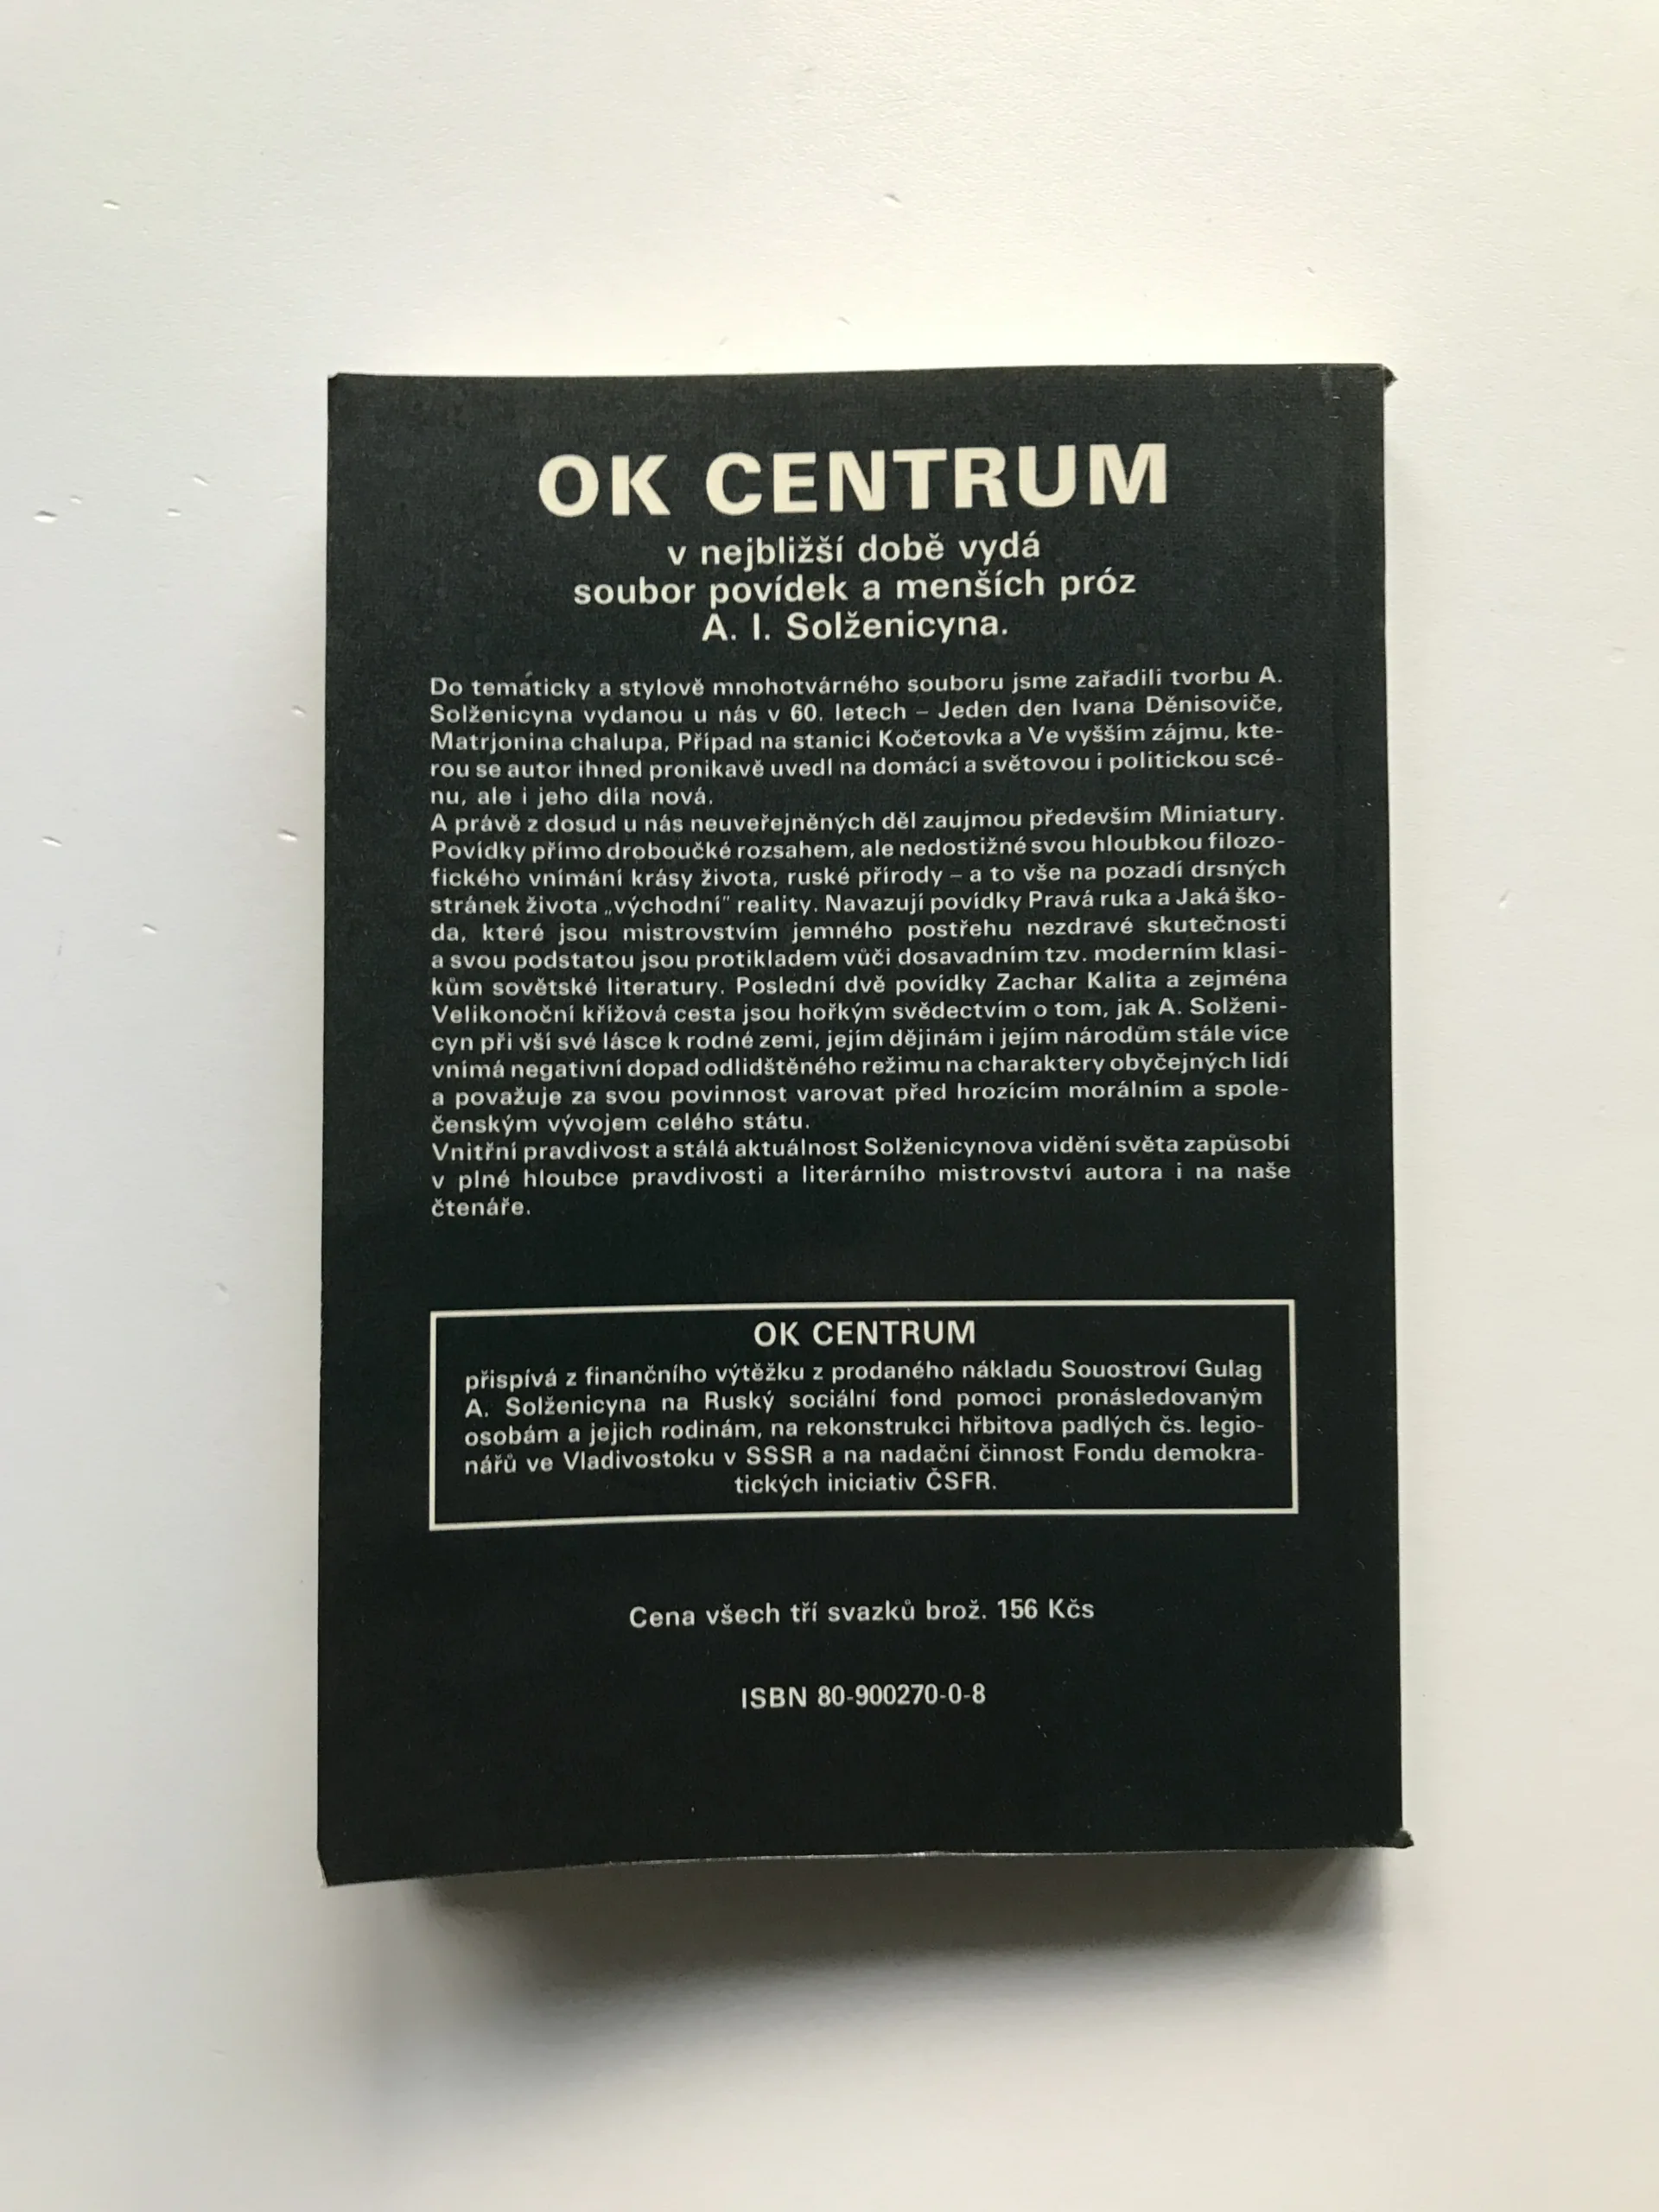 OK CENTRUM
v nejbližší době vydá
soubor povídek a menších próz
A. I. Solženicyna.
Do tematicky a stylově mnohotvárného souboru jsme zařadili tvorbu A.
Solženicyna vydanou u nás v 60. letech – Jeden den Ivana Děnisoviče,
Matrjonina chalupa, Případ na stanici Kočetovka a Ve vyšším zájmu, kte-
rou se autor ihned pronikavě uvedl na domácí a světovou i politickou scé-
nu, ale i jeho díla nová.
A právě z dosud u nás neuveřejněných děl zaujmou především Miniatury.
Povídky přímo droboučké rozsahem, ale nedostižné svou hloubkou filozo-
fického vnímání krásy života, ruské přírody – a to vše na pozadí drsných
stránek života „východní" reality. Navazují povídky Pravá ruka a Jaká ško-
da, které jsou mistrovstvím jemného postřehu nezdravé skutečnosti
a svou podstatou jsou protikladem vůči dosavadním tzv. moderním klasi-
kům sovětské literatury. Poslední dvě povídky Zachar Kalita a zejména
Velikonoční křížová cesta jsou hořkým svědectvím o tom, jak A. Solženi-
cyn při vší své lásce k rodné zemi, jejím dějinám i jejím národům stále více
vnímá negativní dopad odlidštěného režimu na charaktery obyčejných lidí
a považuje za svou povinnost varovat před hrozícím morálním a spole-
čenským vývojem celého státu.
Vnitřní pravdivost a stálá aktuálnost Solženicynova vidění světa zapůsobí
v plné hloubce pravdivosti a literárního mistrovství autora i na naše
čtenáře.
OK CENTRUM
přispívá z finančního výtěžku z prodaného nákladu Souostroví Gulag
A. Solženicyna na Ruský sociální fond pomoci pronásledovaným
osobám a jejich rodinám, na rekonstrukci hřbitova padlých čs. legio-
nářů ve Vladivostoku v SSSR a na nadační činnost Fondu demokra-
tických iniciativ ČSFR.
Cena všech tří svazků brož. 156 Kčs
ISBN 80-900270-0-8